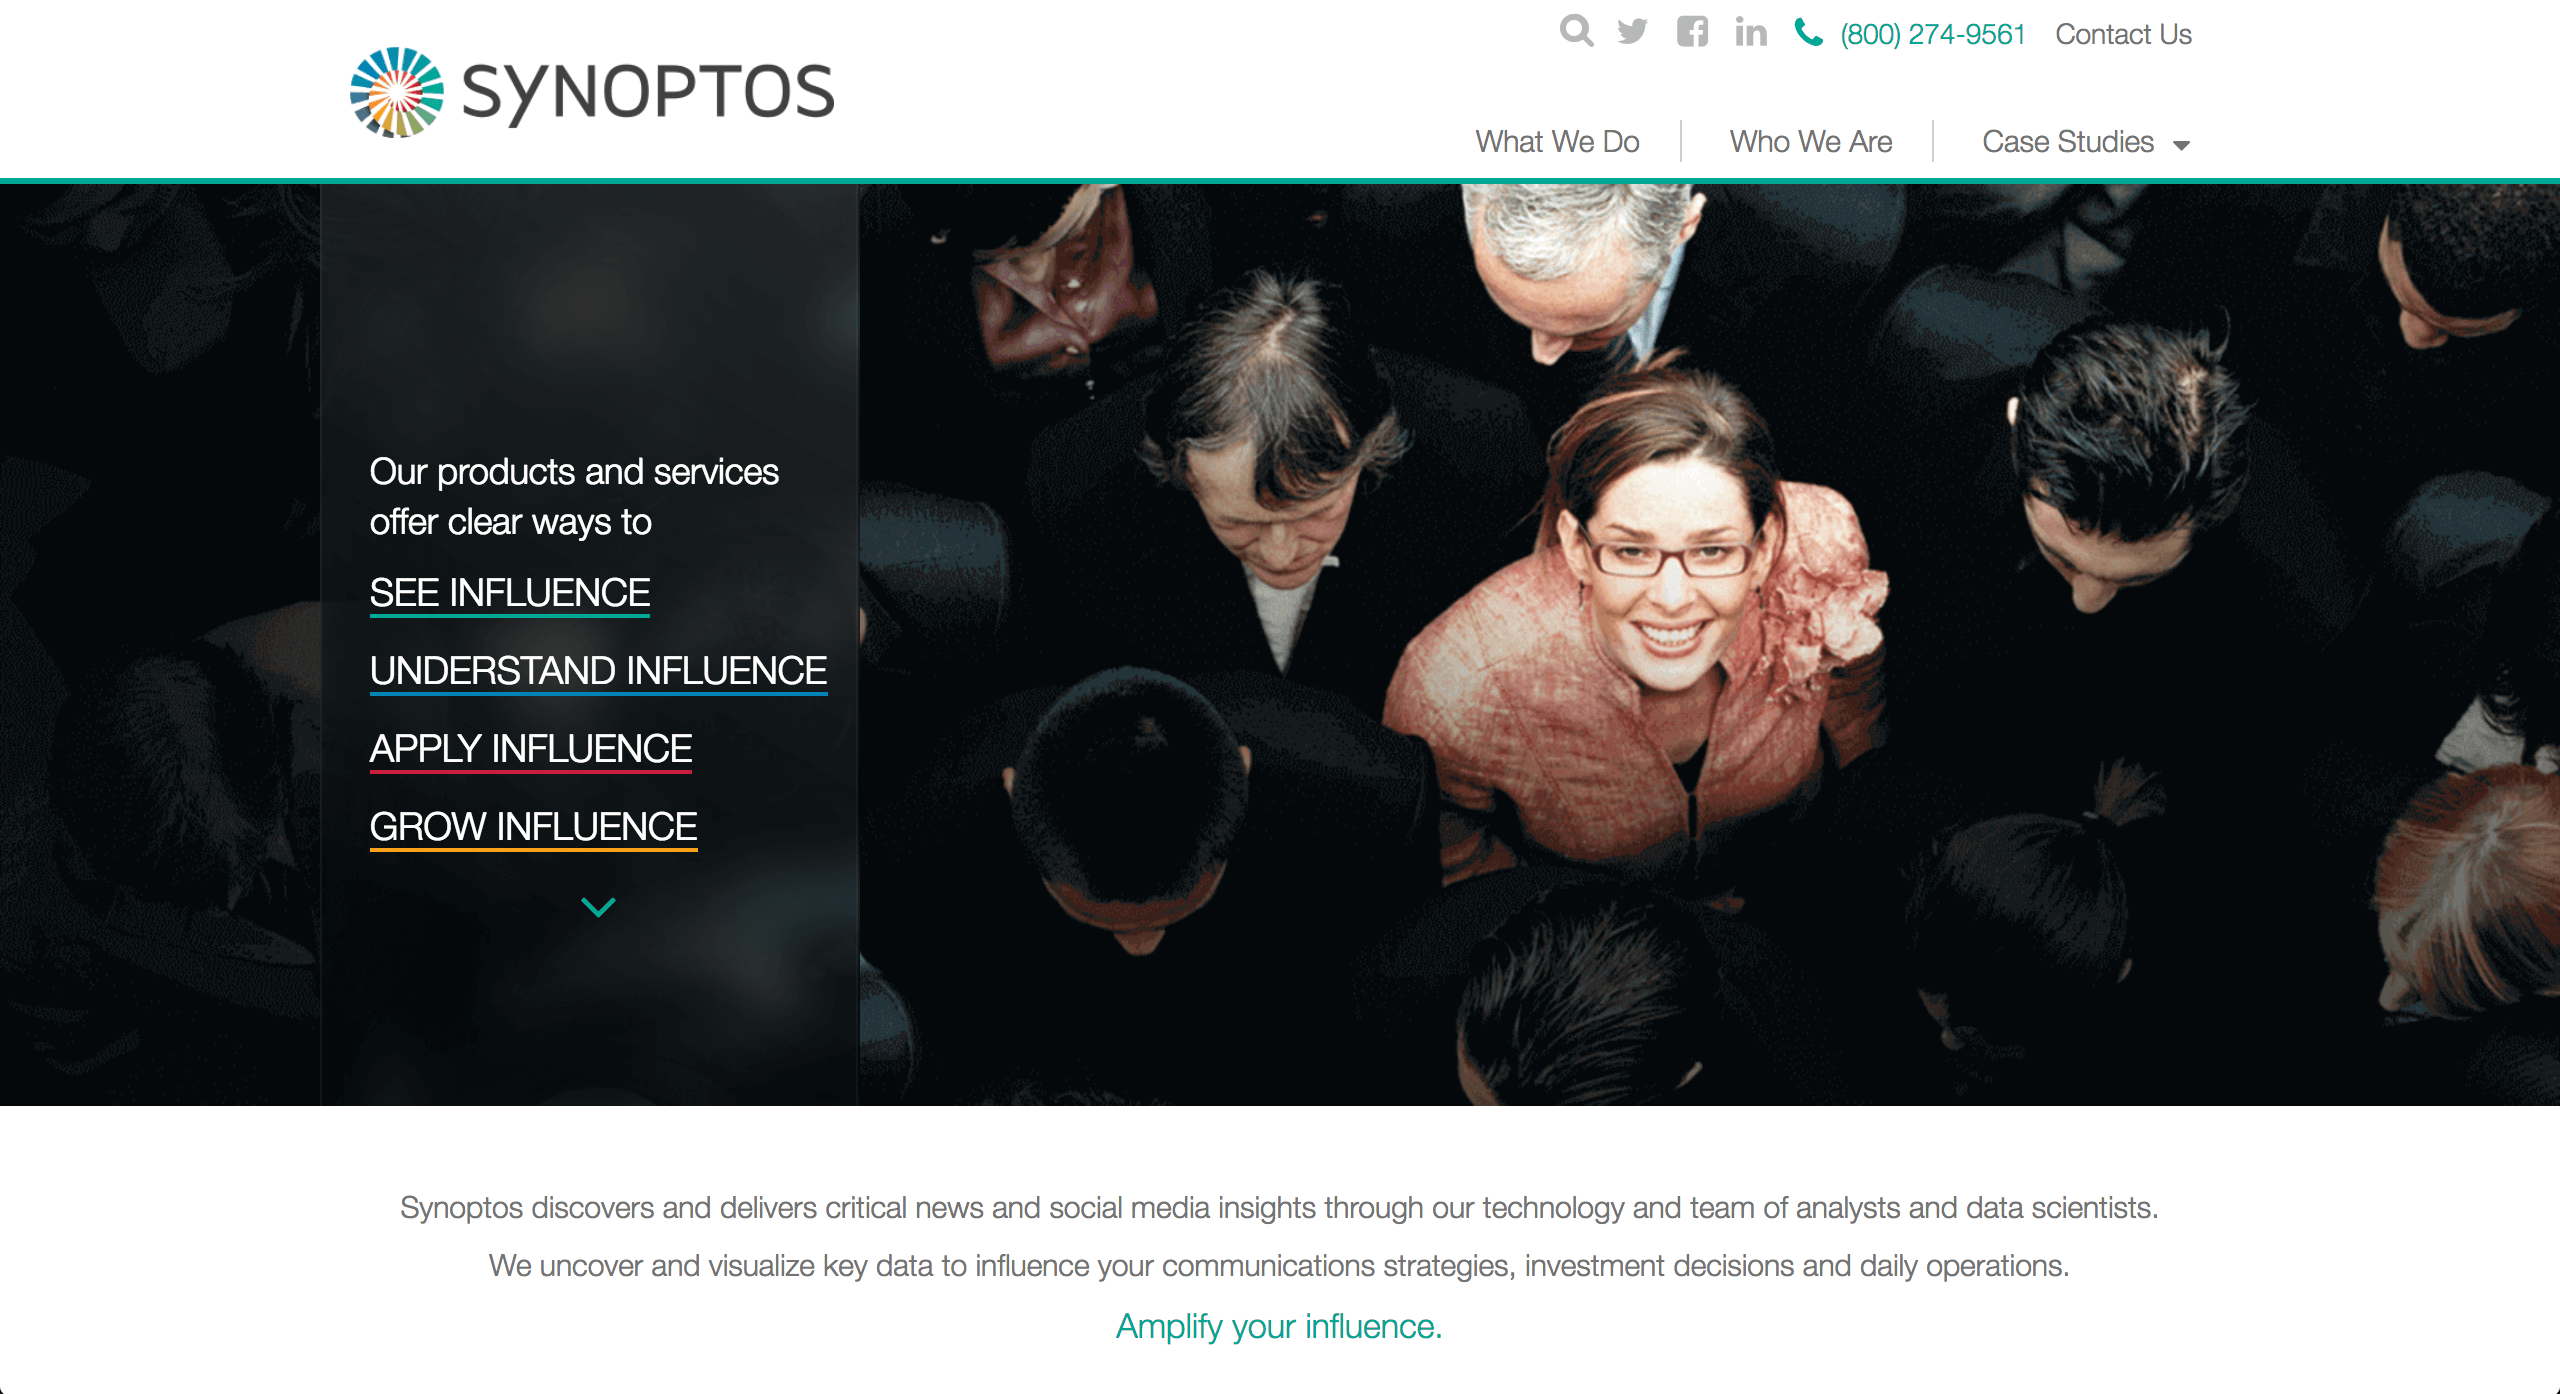 (800) 274-9561 Contact Us
SYNOPTOS
What We Do Who We Are Case Studies
Our products and services
offer clear ways to
SEE INFLUENCE
UNDERSTAND INFLUENCE
APPLY INFLUENCE
GROW INFLUENCE
Synoptos discovers and delivers critical news and social media insights through our technology and team of analysts and data scientists.
We uncover and visualize key data to influence your communications strategies, investment decisions and daily operations.
Amplify your influence.